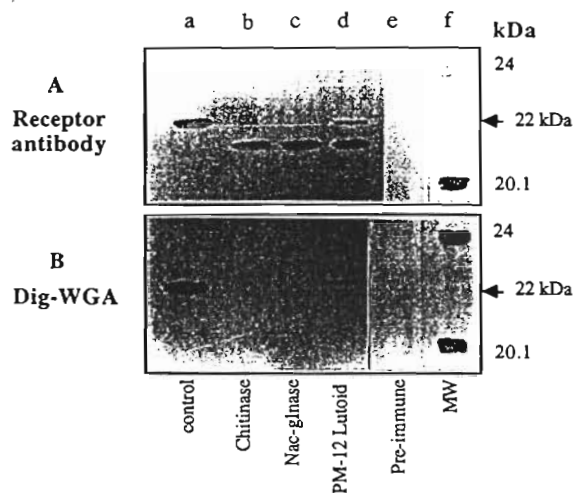 a b c d e f kDa
A
Receptor
antibody
24
22 kDa
20.1
B
Dig-WGA
24
22 kDa
20.1
control
Chitinase
Nac-glnase
PM-12 Lutoid
Pre-immune
MW